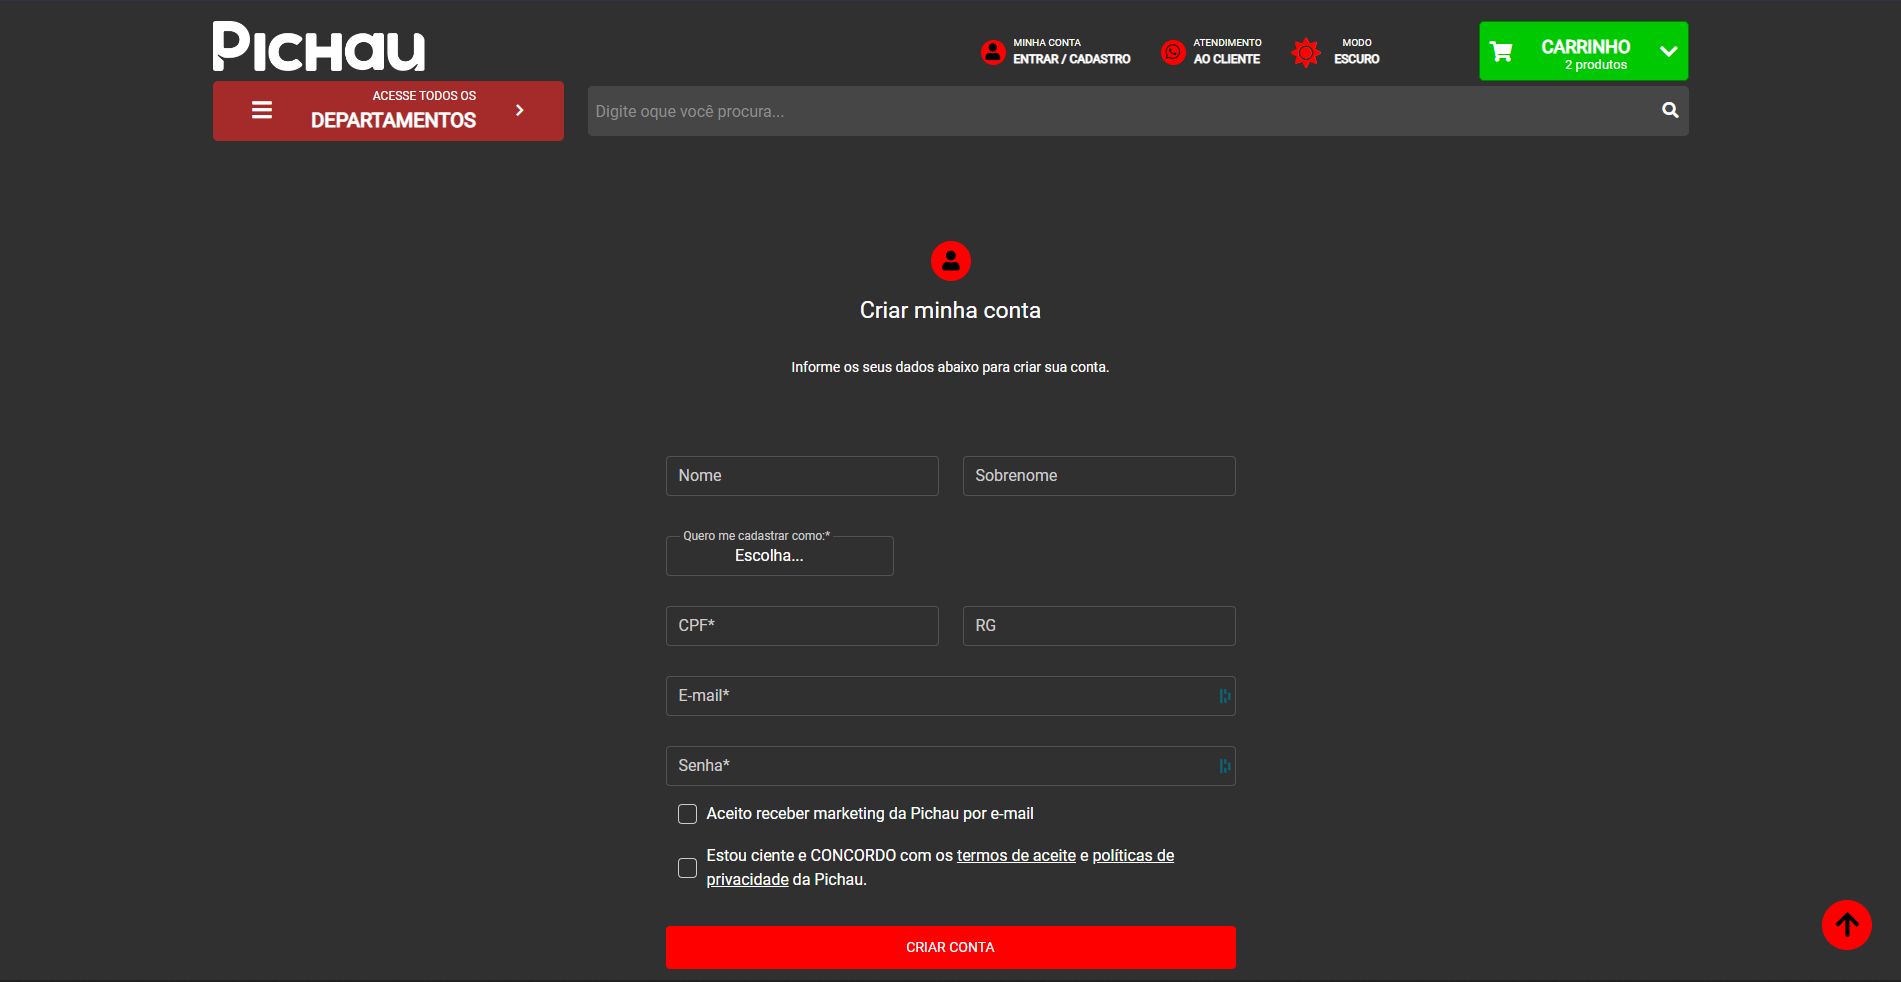 PICHAU
MINHA CONTA
ENTRAR / CADASTRO
ATENDIMENTO
AO CLIENTE
MODO
ESCURO
CARRINHO
2 produtos
ACESSE TODOS OS
DEPARTAMENTOS
Digite oque você procura...
Criar minha conta
Informe os seus dados abaixo para criar sua conta.
Nome
Sobrenome
Quero me cadastrar como:*
Escolha...
CPF*
RG
E-mail*
Senha*
Aceito receber marketing da Pichau por e-mail
Estou ciente e CONCORDO com os termos de aceite e políticas de
privacidade da Pichau.
CRIAR CONTA